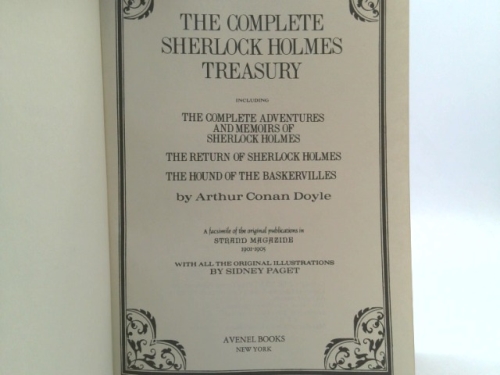 THE COMPLETE
SHERLOCK HOLMES
TREASURY
INCLUDING
THE COMPLETE ADVENTURES
AND MEMOIRS OF
SHERLOCK HOLMES
THE RETURN OF SHERLOCK HOLMES
THE HOUND OF THE BASKERVILLES
by Arthur Conan Doyle
A facsimile of the original publications in
STRAND MAGAZINE
WITH ALL THE ORIGINAL ILLUSTRATIONS
BY SIDNEY PAGET
AVENEL BOOKS
NEW YORK